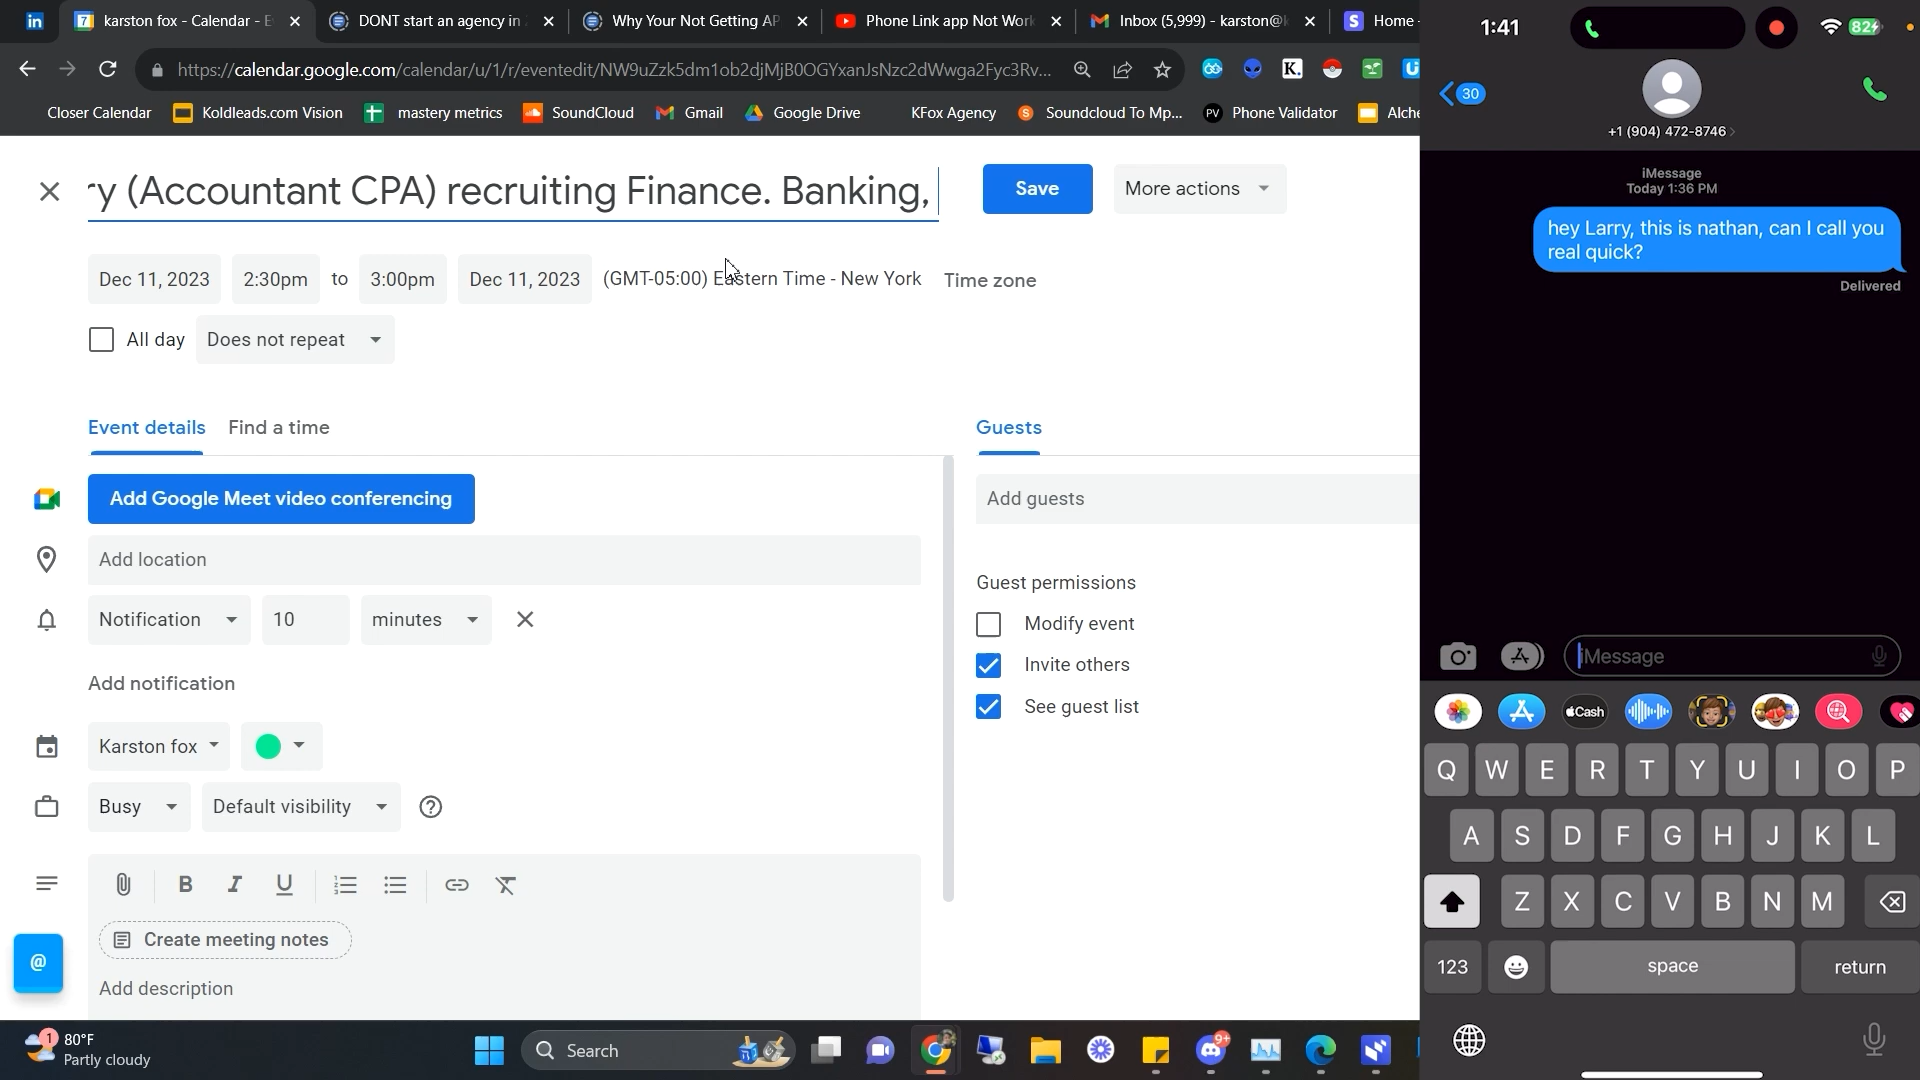 karston fox - Calendar - E
DONT start an agency in
Why Your Not Getting AP
Phone Link app Not Work
Inbox (5,999) - karston@k
Home -
https://calendar.google.com/calendar/u/1/r/eventedit/NW9uZzk5dm1ob2djMjB0OGYxanJsNzc2dWwga2Fyc3Rv...
Closer Calendar
Koldleads.com Vision
mastery metrics
SoundCloud
Gmail
Google Drive
KFox Agency
Soundcloud To Mp...
PV Phone Validator
Alche
ry (Accountant CPA) recruiting Finance. Banking,
Save
More actions
Dec 11, 2023
2:30pm
to
3:00pm
Dec 11, 2023
(GMT-05:00) Eastern Time - New York
Time zone
All day
Does not repeat
Event details
Find a time
Guests
Add Google Meet video conferencing
Add guests
Add location
Guest permissions
Notification
10
minutes
Modify event
Invite others
Add notification
See guest list
Karston fox
Busy
Default visibility
B I U
Create meeting notes
@
Add description
1
80°F
Partly cloudy
Search
9+
1:41
82
30
+1 (904) 472-8746
iMessage
Today 1:36 PM
hey Larry, this is nathan, can I call you
real quick?
Delivered
iMessage
Cash
Q W E R T Y U I O P
A S D F G H J K L
Z X C V B N M
123
space
return